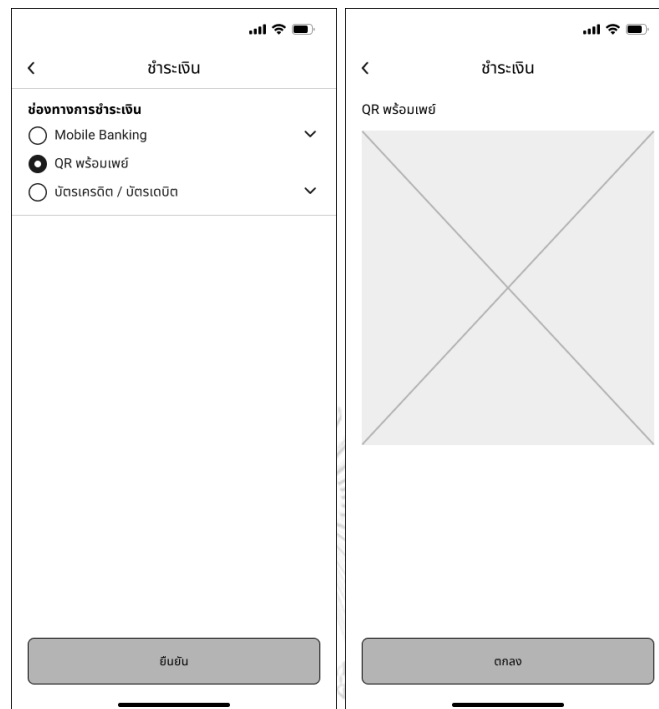 ชำระเงิน
ช่องทางการชำระเงิน
Mobile Banking
QR พร้อมเพย์
บัตรเครดิต / บัตรเดบิต
ยืนยัน
ชำระเงิน
QR พร้อมเพย์
ตกลง